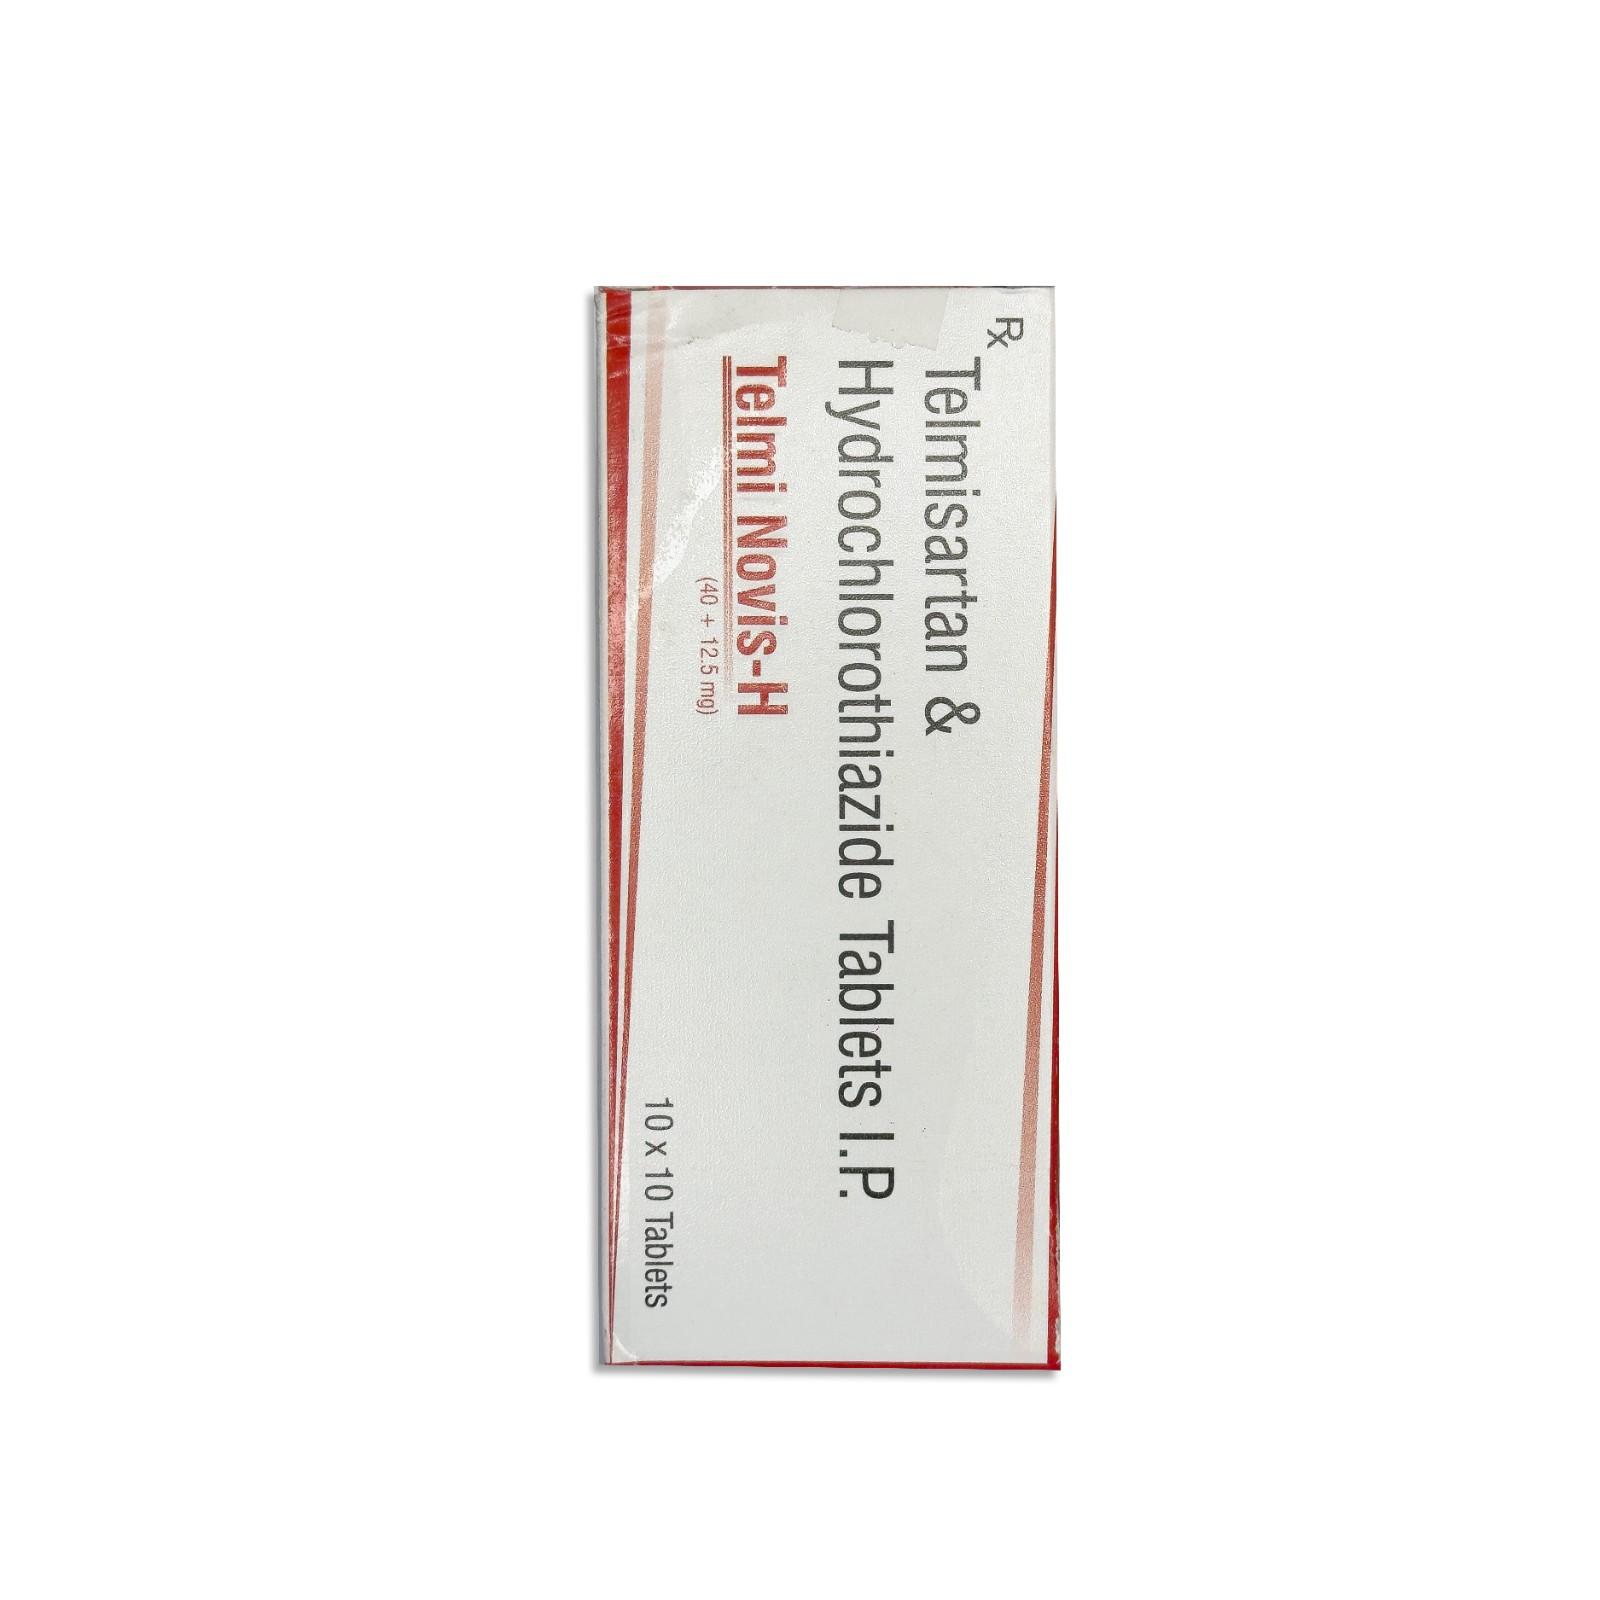 Rx
Telmisartan &
Hydrochlorothiazide Tablets I.P.
Telmi Novis-H
(40 + 12.5 mg)
10 x 10 Tablets